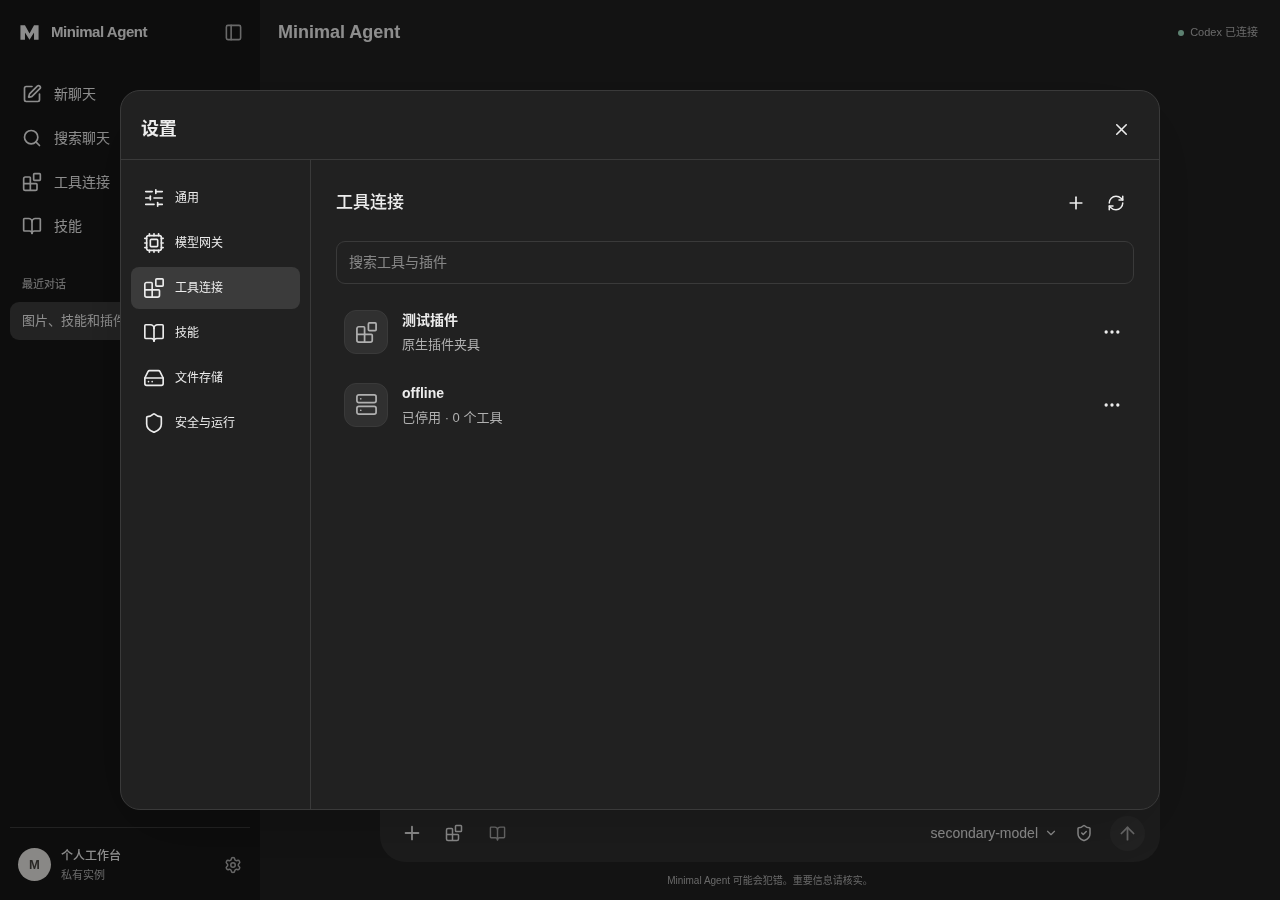 Minimal Agent
Minimal Agent
Codex 已连接
新聊天
搜索聊天
工具连接
技能
最近对话
图片、技能和插件
设置
通用
模型网关
工具连接
技能
文件存储
安全与运行
工具连接
搜索工具与插件
测试插件
原生插件夹具
offline
已停用 · 0 个工具
secondary-model
M
个人工作台
私有实例
Minimal Agent 可能会犯错。重要信息请核实。